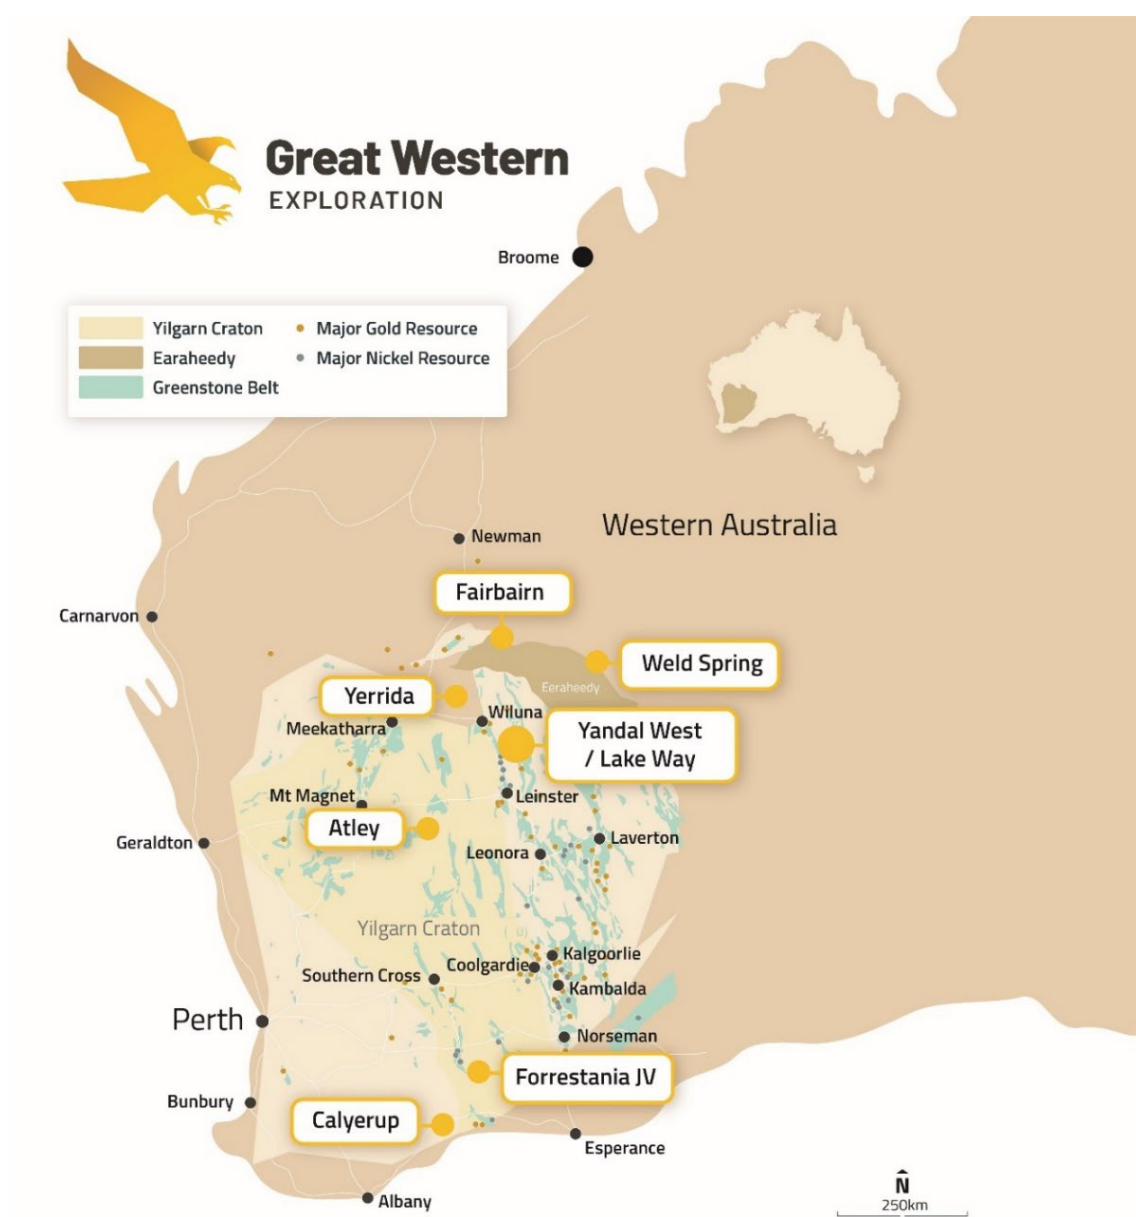 Great Western
EXPLORATION
Broome
Yilgarn Craton
Major Gold Resource
Earaheedy
Major Nickel Resource
Greenstone Belt
Western Australia
Newman
Fairbairn
Carnarvon
Weld Spring
Eeraheedy
Yerrida
Wiluna
Meekatharra
Yandal West
/ Lake Way
Mt Magnet
Leinster
Atley
Geraldton
Laverton
Leonora
Yilgarn Craton
Kalgoorlie
Coolgardie
Southern Cross
Kambalda
Perth
Norseman
Forrestania JV
Bunbury
Calyerup
Esperance
Albany
N
250km